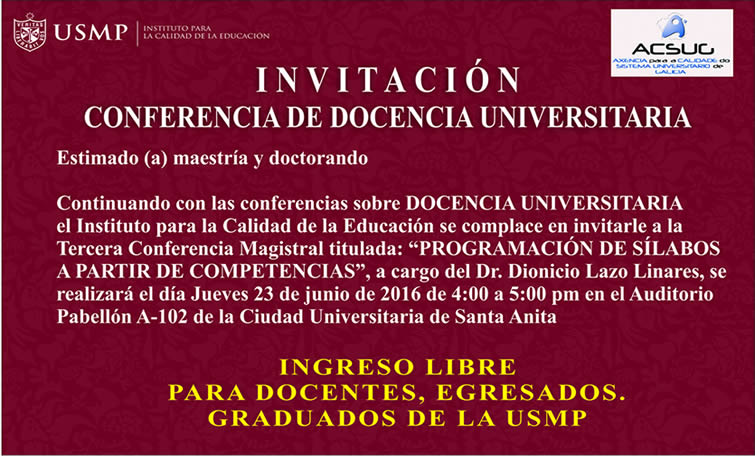 VERITAS
LIBERABIT VOS
USMP
INSTITUTO PARA
LA CALIDAD DE LA EDUCACIÓN
ACSUG
AXENCIA para a CALIDADE do
SISTEMA UNIVERSITARIO de
GALICIA
INVITACIÓN
CONFERENCIA DE DOCENCIA UNIVERSITARIA
Estimado (a) maestría y doctorando
Continuando con las conferencias sobre DOCENCIA UNIVERSITARIA
el Instituto para la Calidad de la Educación se complace en invitarle a la
Tercera Conferencia Magistral titulada: “PROGRAMACIÓN DE SÍLABOS
A PARTIR DE COMPETENCIAS”, a cargo del Dr. Dionicio Lazo Linares, se
realizará el día Jueves 23 de junio de 2016 de 4:00 a 5:00 pm en el Auditorio
Pabellón A-102 de la Ciudad Universitaria de Santa Anita
INGRESO LIBRE
PARA DOCENTES, EGRESADOS.
GRADUADOS DE LA USMP